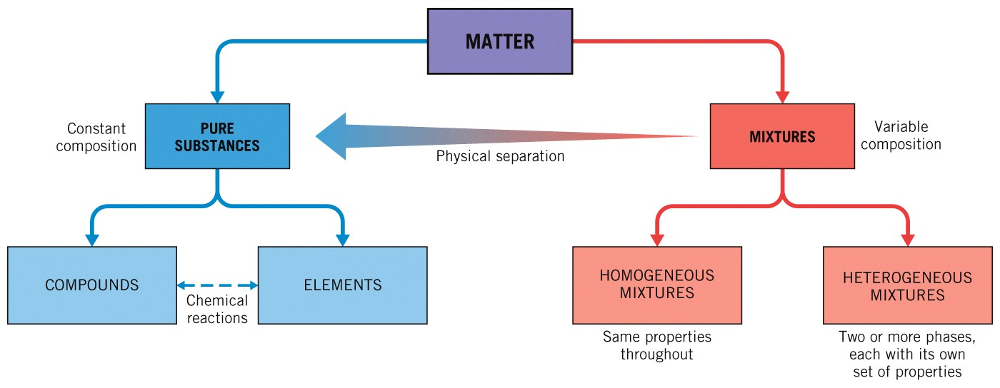 MATTER
Constant
composition
PURE
SUBSTANCES
Physical separation
MIXTURES
Variable
composition
COMPOUNDS
Chemical
reactions
ELEMENTS
HOMOGENEOUS
MIXTURES
Same properties
throughout
HETEROGENEOUS
MIXTURES
Two or more phases,
each with its own
set of properties